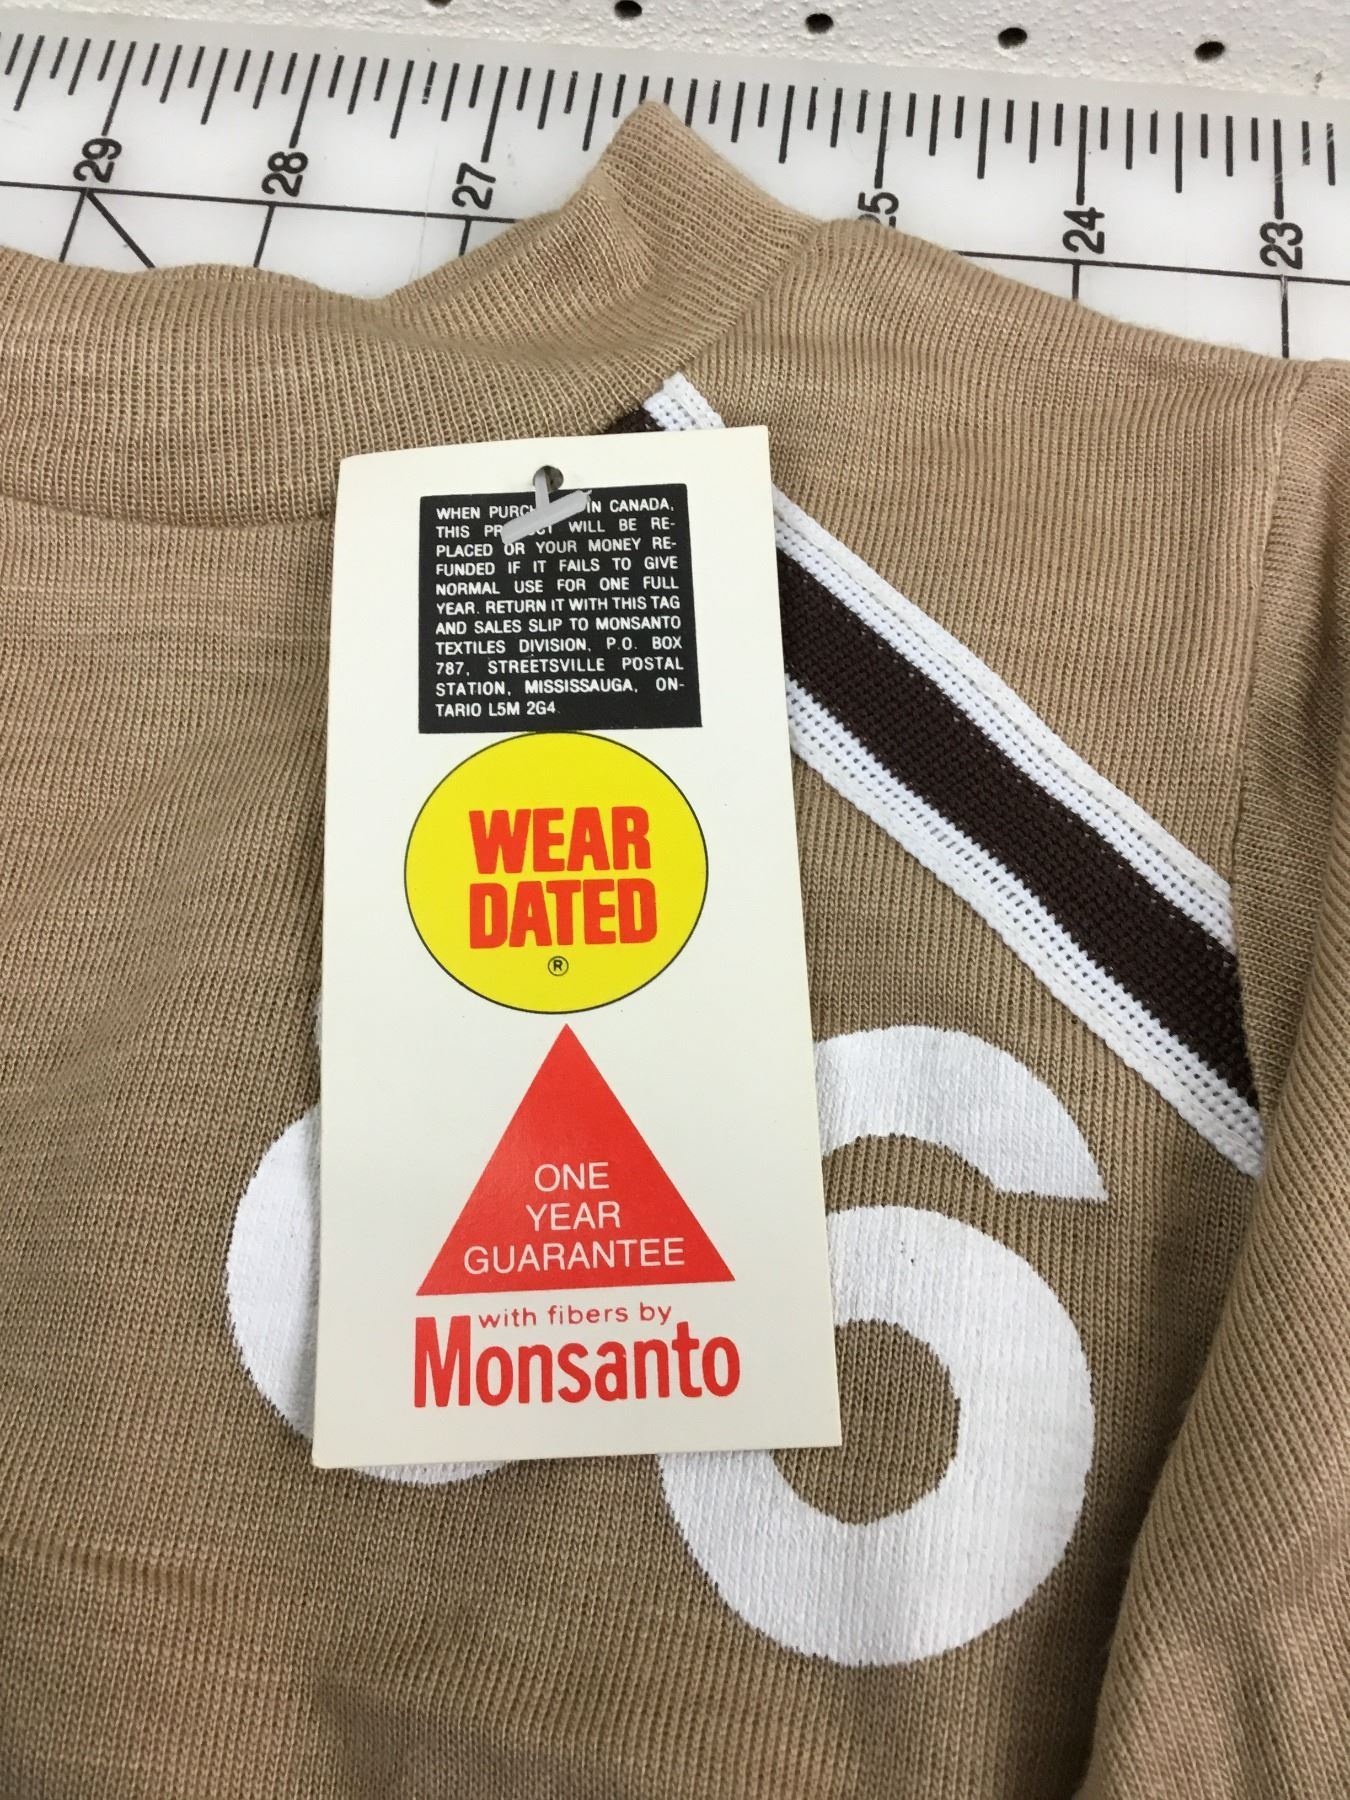 29 28 27 25 24 23
WHEN IN CANADA,
THIS WILL BE RE-
PLACED OR YOUR MONEY RE-
FUNDED IF IT FAILS TO GIVE
NORMAL USE FOR ONE FULL
YEAR. RETURN IT WITH THIS TAG
AND SALES SLIP TO MONSANTO
TEXTILES DIVISION, P.O. BOX
787, STREETSVILLE POSTAL
STATION, MISSISSAUGA, ON-
TARIO L5M 2G4
WEAR
DATED
®
ONE
YEAR
GUARANTEE
with fibers by
Monsanto
6